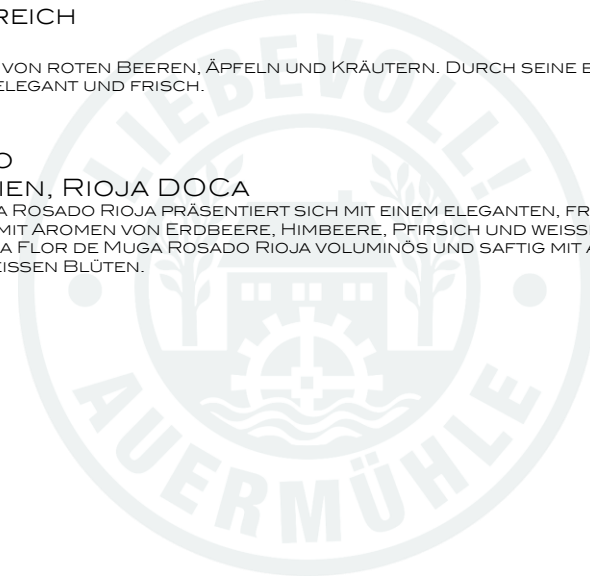 REICH
VON ROTEN BEEREN, ÄPFELN UND KRÄUTERN. DURCH SEINE E
ELEGANT UND FRISCH.
O
IEN, RIOJA DOCA
A ROSADO RIOJA PRÄSENTIERT SICH MIT EINEM ELEGANTEN, FR
MIT AROMEN VON ERDBEERE, HIMBEERE, PFIRSICH UND WEISS
A FLOR DE MUGA ROSADO RIOJA VOLUMINÖS UND SAFTIG MIT A
EISSEN BLÜTEN.
LIEBEVOLL!
AUERMÜHLE